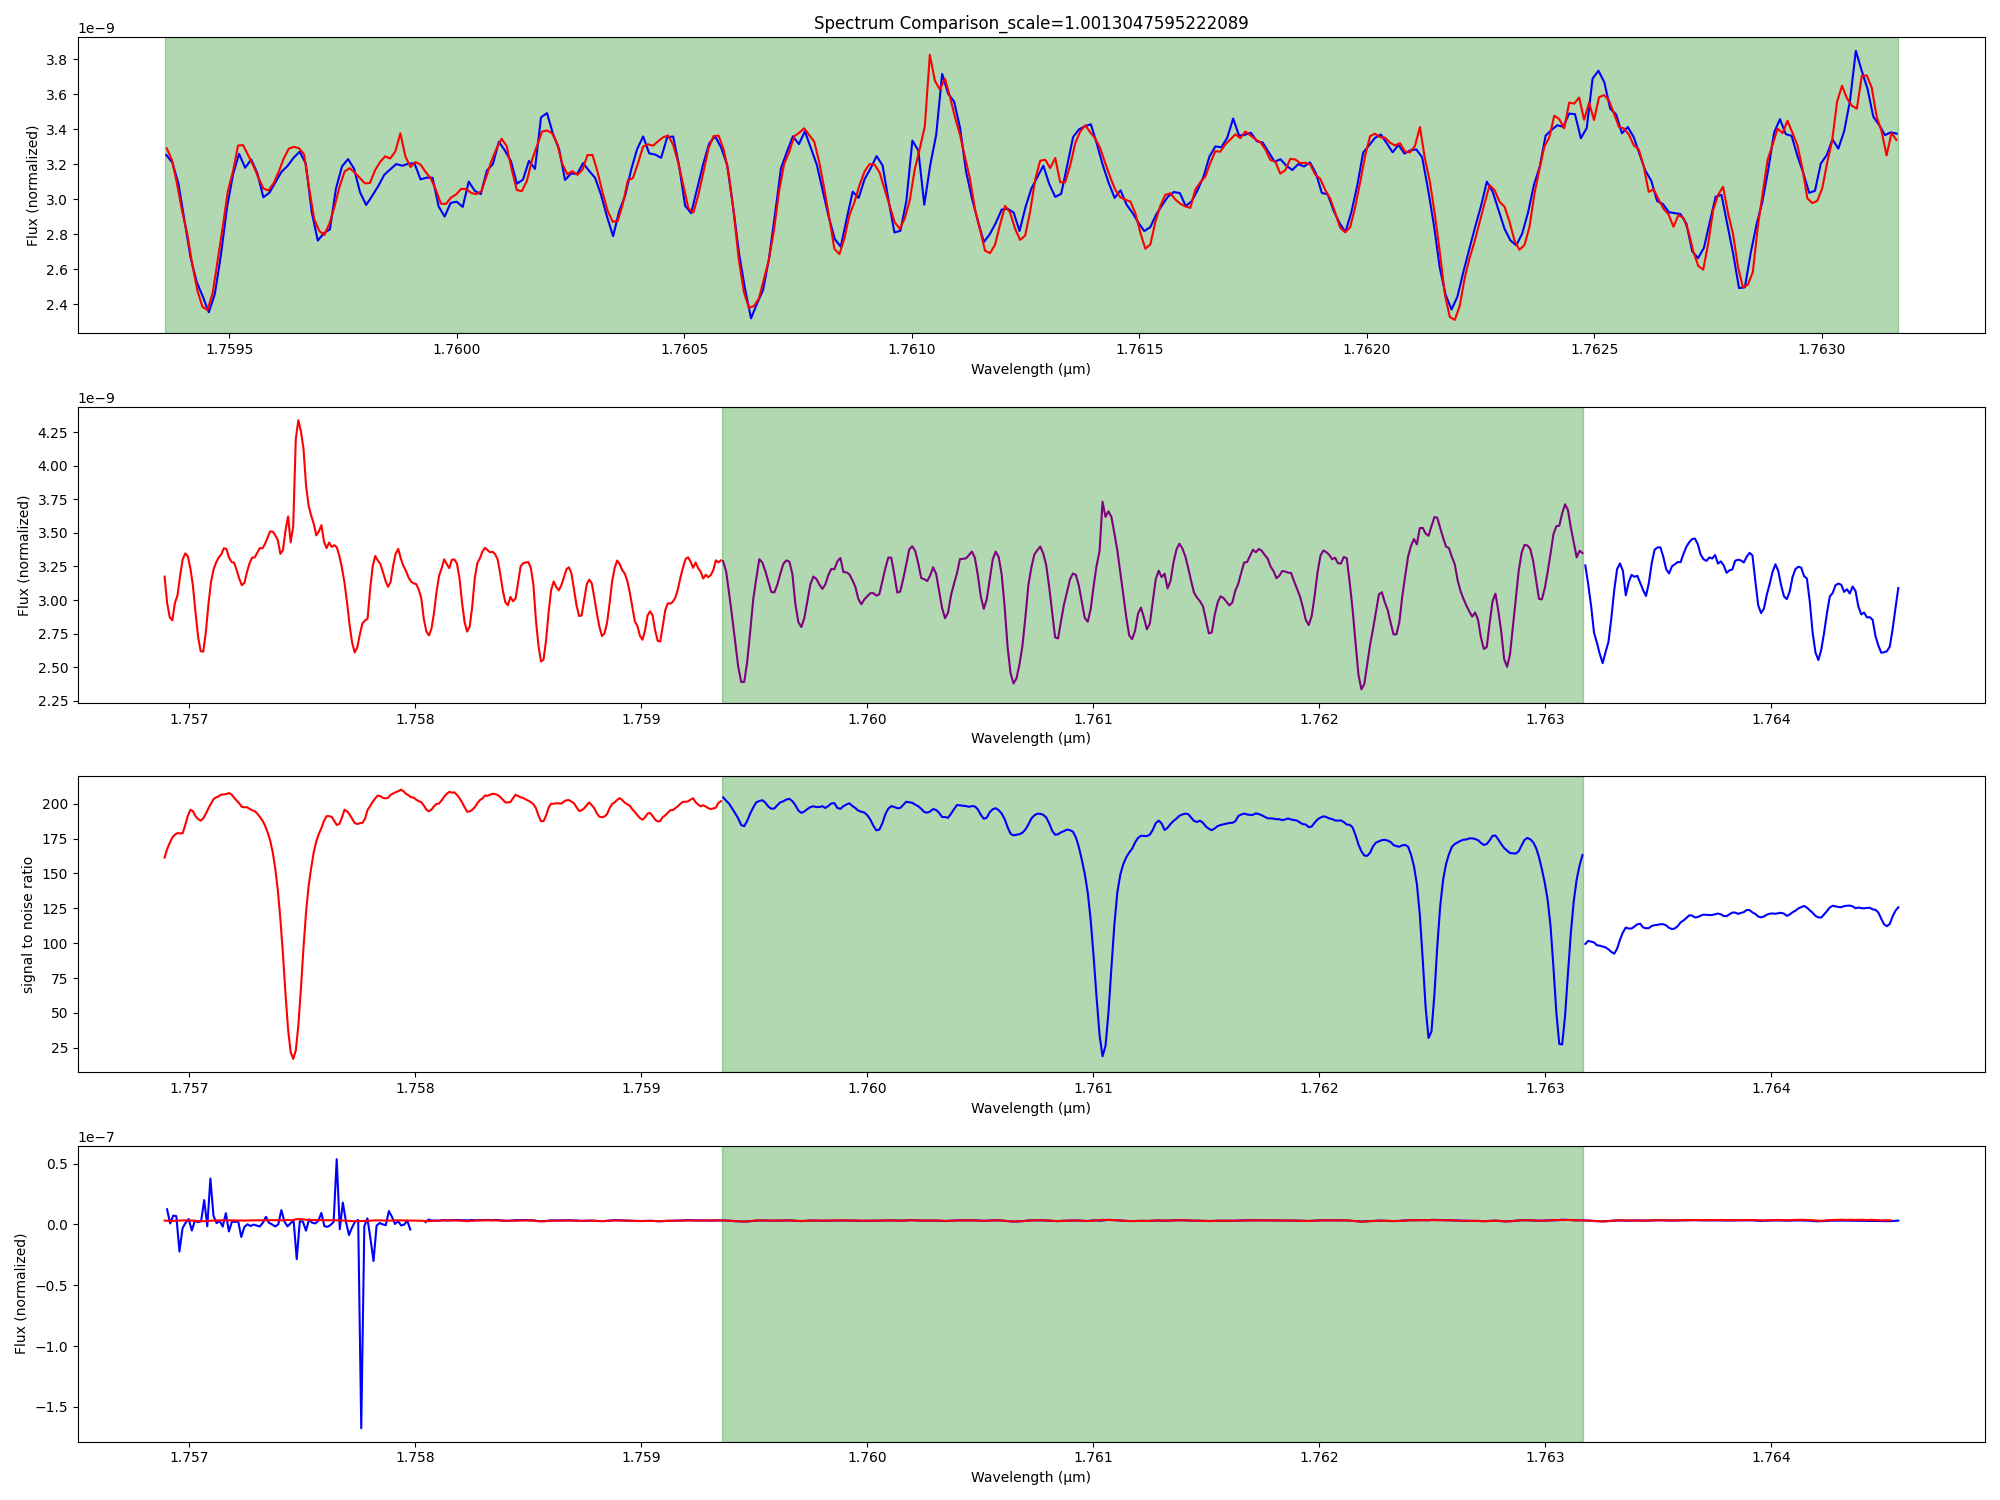 Spectrum Comparison_scale=1.0013047595222089
1e−9
Flux (normalized)
3.8
3.6
3.4
3.2
3.0
2.8
2.6
2.4
1.7595 1.7600 1.7605 1.7610 1.7615 1.7620 1.7625 1.7630
Wavelength (μm)
1e−9
Flux (normalized)
4.25
4.00
3.75
3.50
3.25
3.00
2.75
2.50
2.25
1.757 1.758 1.759 1.760 1.761 1.762 1.763 1.764
Wavelength (μm)
signal to noise ratio
200
175
150
125
100
75
50
25
1.757 1.758 1.759 1.760 1.761 1.762 1.763 1.764
Wavelength (μm)
1e−7
Flux (normalized)
0.5
0.0
−0.5
−1.0
−1.5
1.757 1.758 1.759 1.760 1.761 1.762 1.763 1.764
Wavelength (μm)